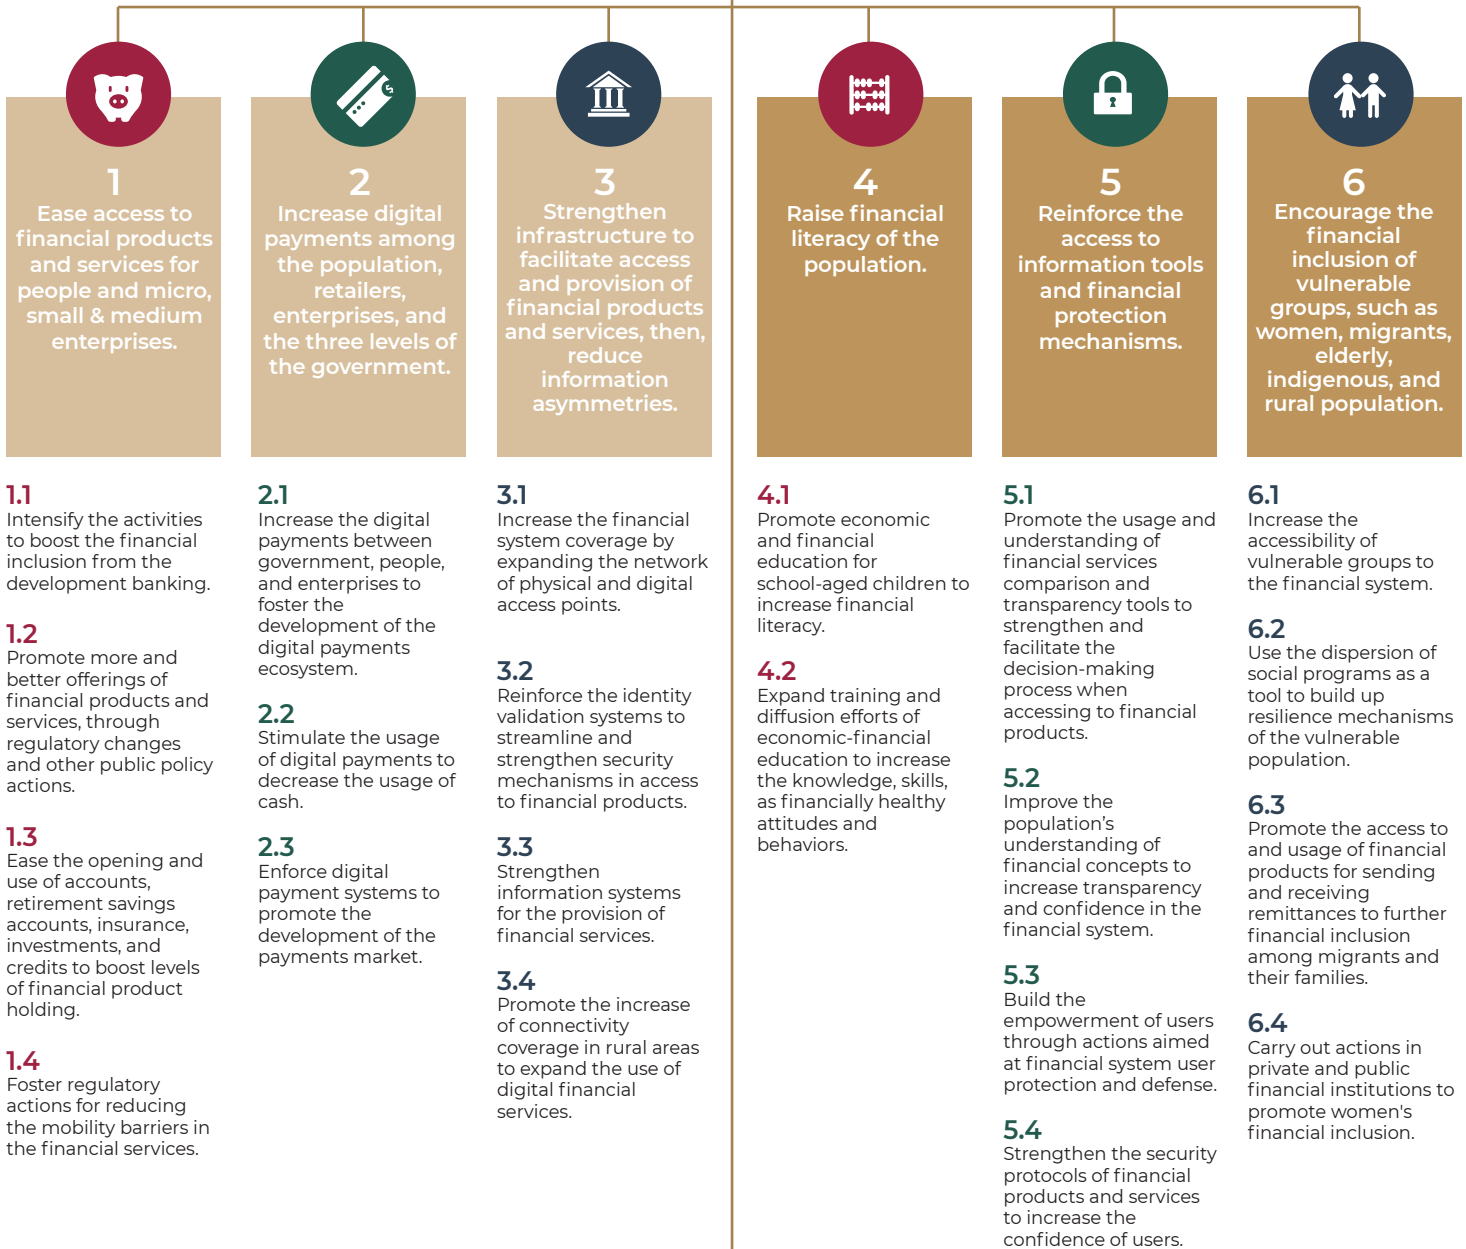 1
Ease access to
financial products
and services for
people and micro,
small & medium
enterprises.
2
Increase digital
payments among
the population,
retailers,
enterprises, and
the three levels of
the government.
3
Strengthen
infrastructure to
facilitate access
and provision of
financial products
and services, then,
reduce
information
asymmetries.
4
Raise financial
literacy of the
population.
5
Reinforce the
access to
information tools
and financial
protection
mechanisms.
6
Encourage the
financial
inclusion of
vulnerable
groups, such as
women, migrants,
elderly,
indigenous, and
rural population.
1.1
Intensify the activities
to boost the financial
inclusion from the
development banking.
1.2
Promote more and
better offerings of
financial products and
services, through
regulatory changes
and other public policy
actions.
1.3
Ease the opening and
use of accounts,
retirement savings
accounts, insurance,
investments, and
credits to boost levels
of financial product
holding.
1.4
Foster regulatory
actions for reducing
the mobility barriers in
the financial services.
2.1
Increase the digital
payments between
government, people,
and enterprises to
foster the
development of the
digital payments
ecosystem.
2.2
Stimulate the usage
of digital payments to
decrease the usage of
cash.
2.3
Enforce digital
payment systems to
promote the
development of the
payments market.
3.1
Increase the financial
system coverage by
expanding the network
of physical and digital
access points.
3.2
Reinforce the identity
validation systems to
streamline and
strengthen security
mechanisms in access
to financial products.
3.3
Strengthen
information systems
for the provision of
financial services.
3.4
Promote the increase
of connectivity
coverage in rural areas
to expand the use of
digital financial
services.
4.1
Promote economic
and financial
education for
school-aged children to
increase financial
literacy.
4.2
Expand training and
diffusion efforts of
economic-financial
education to increase
the knowledge, skills,
as financially healthy
attitudes and
behaviors.
5.1
Promote the usage and
understanding of
financial services
comparison and
transparency tools to
strengthen and
facilitate the
decision-making
process when
accessing to financial
products.
5.2
Improve the
population’s
understanding of
financial concepts to
increase transparency
and confidence in the
financial system.
5.3
Build the
empowerment of users
through actions aimed
at financial system user
protection and defense.
5.4
Strengthen the security
protocols of financial
products and services
to increase the
confidence of users.
6.1
Increase the
accessibility of
vulnerable groups to
the financial system.
6.2
Use the dispersion of
social programs as a
tool to build up
resilience mechanisms
of the vulnerable
population.
6.3
Promote the access to
and usage of financial
products for sending
and receiving
remittances to further
financial inclusion
among migrants and
their families.
6.4
Carry out actions in
private and public
financial institutions to
promote women's
financial inclusion.